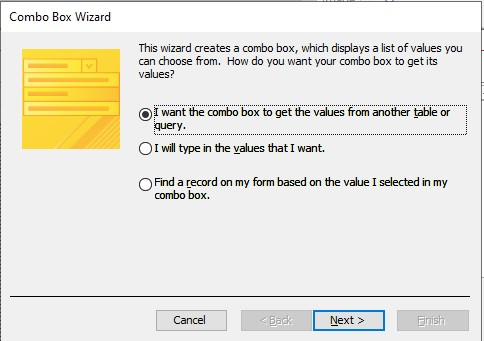 Combo Box Wizard
This wizard creates a combo box, which displays a list of values you
can choose from. How do you want your combo box to get its
values?
I want the combo box to get the values from another table or
query.
I will type in the values that I want.
Find a record on my form based on the value I selected in my
combo box.
Cancel
< Back
Next >
Finish